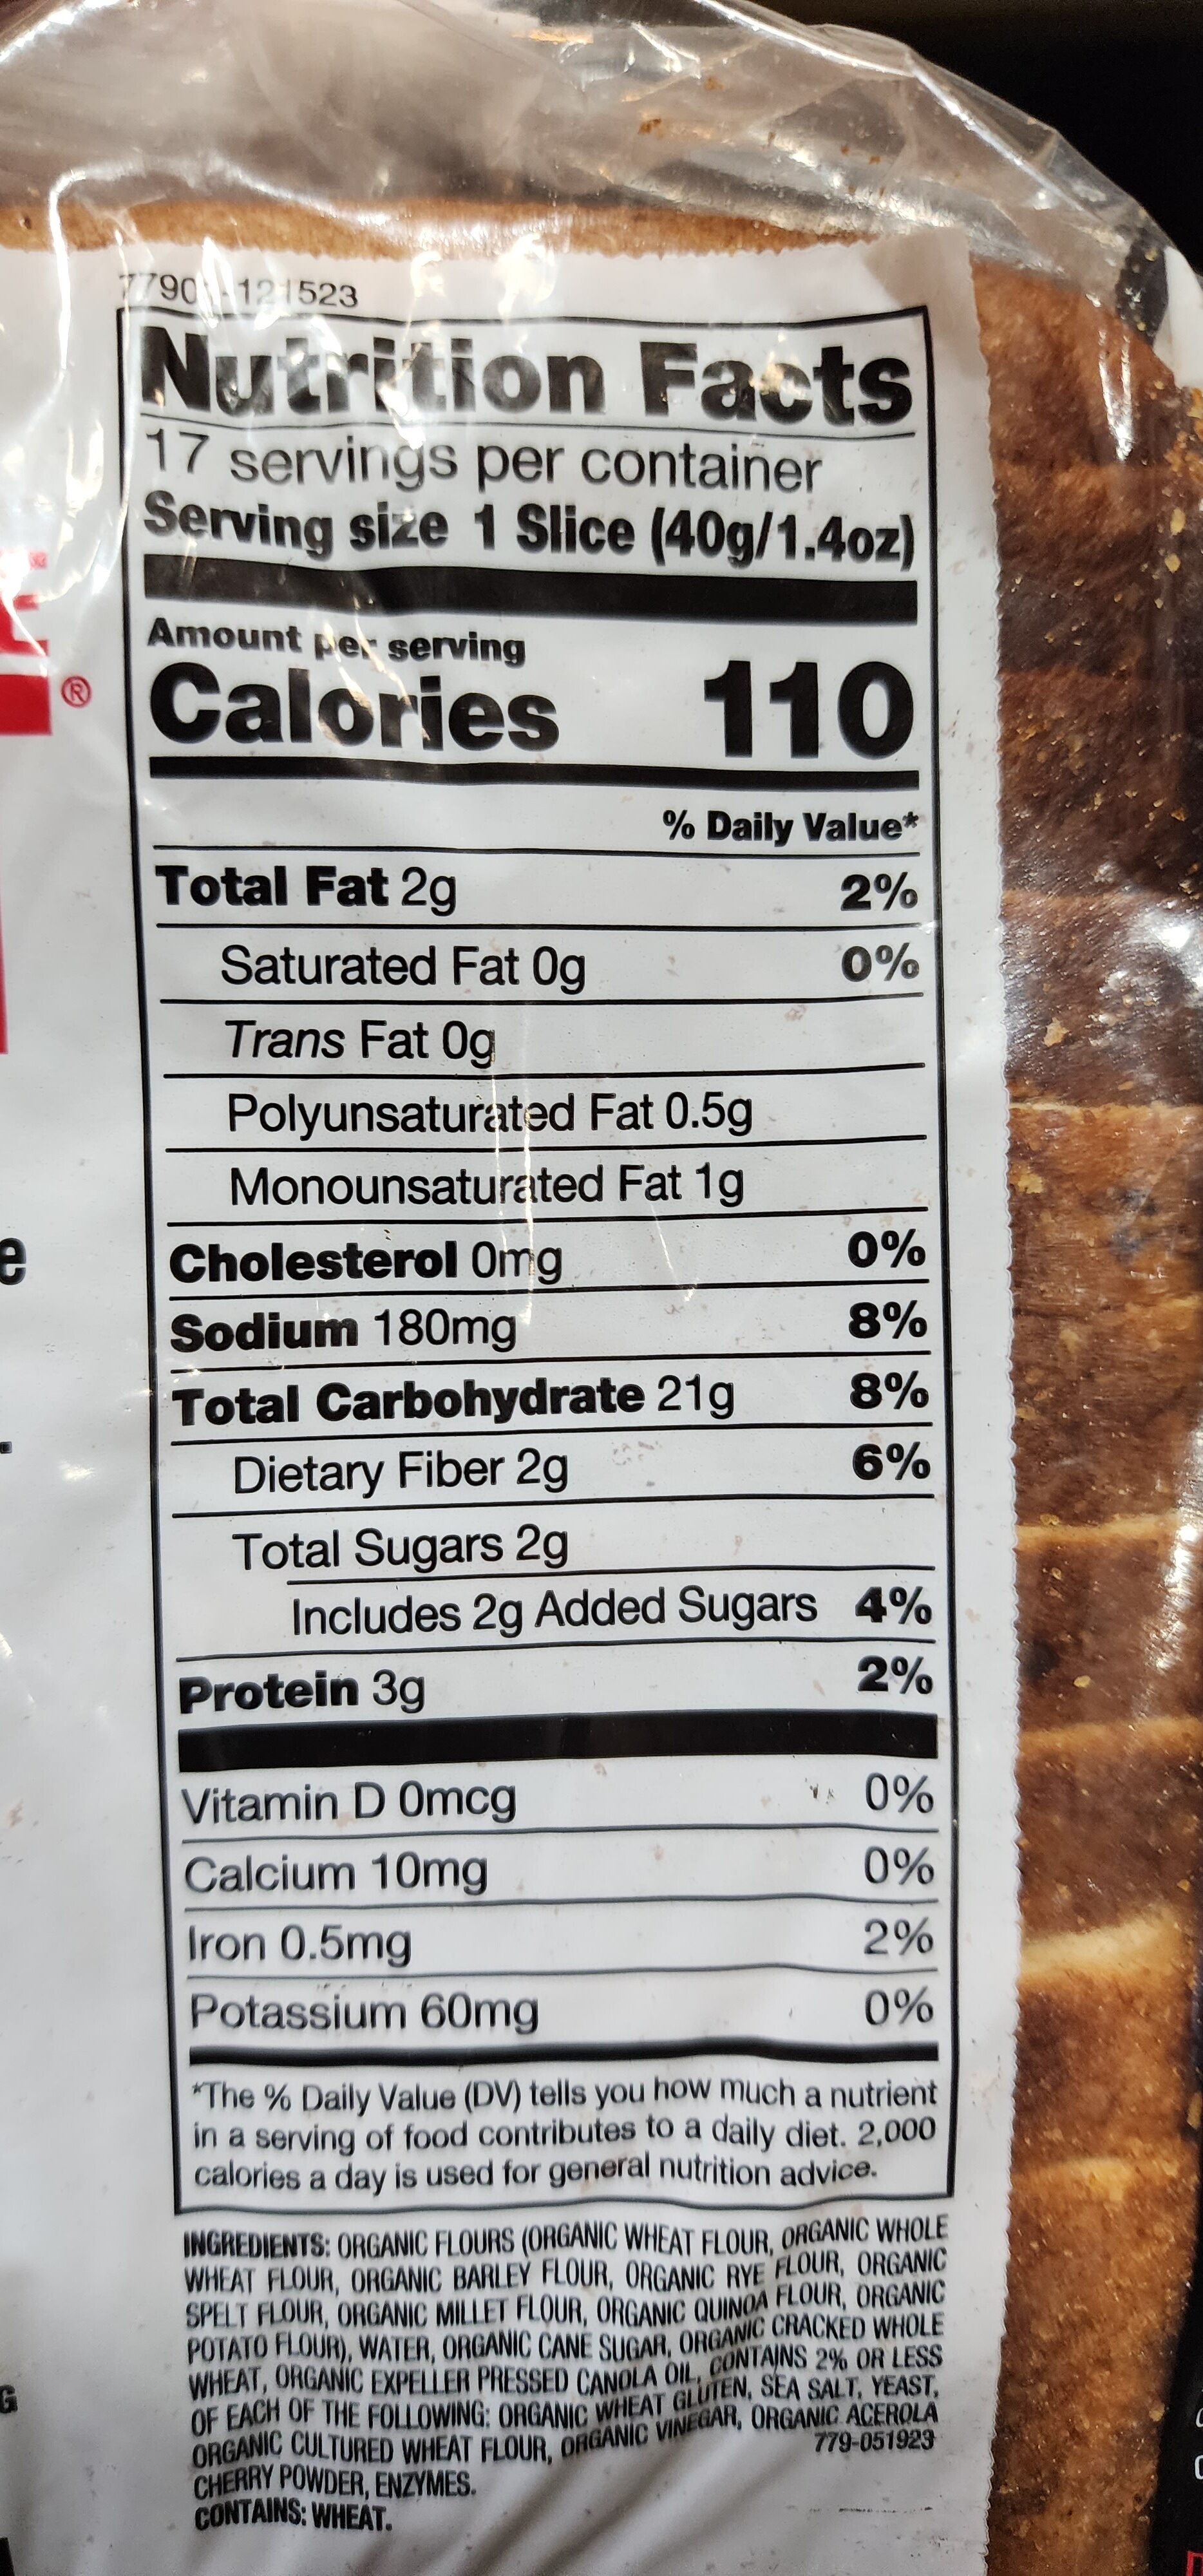 Nutrition Facts
17 servings per container
Serving size 1 Slice (40g/1.4oz)
Amount per serving
Calories 110
% Daily Value*
Total Fat 2g 2%
Saturated Fat 0g 0%
Trans Fat 0g
Polyunsaturated Fat 0.5g
Monounsaturated Fat 1g
Cholesterol 0mg 0%
Sodium 180mg 8%
Total Carbohydrate 21g 8%
Dietary Fiber 2g 6%
Total Sugars 2g
Includes 2g Added Sugars 4%
Protein 3g 2%
Vitamin D 0mcg 0%
Calcium 10mg 0%
Iron 0.5mg 2%
Potassium 60mg 0%
*The % Daily Value (DV) tells you how much a nutrient
in a serving of food contributes to a daily diet. 2,000
calories a day is used for general nutrition advice.
INGREDIENTS: ORGANIC FLOURS (ORGANIC WHEAT FLOUR, ORGANIC WHOLE
WHEAT FLOUR, ORGANIC BARLEY FLOUR, ORGANIC RYE FLOUR, ORGANIC
SPELT FLOUR, ORGANIC MILLET FLOUR, ORGANIC QUINOA FLOUR, ORGANIC
POTATO FLOUR), WATER, ORGANIC CANE SUGAR, ORGANIC CRACKED WHOLE
WHEAT, ORGANIC EXPELLER PRESSED CANOLA OIL, CONTAINS 2% OR LESS
OF EACH OF THE FOLLOWING: ORGANIC WHEAT GLUTEN, SEA SALT, YEAST,
ORGANIC CULTURED WHEAT FLOUR, ORGANIC VINEGAR, ORGANIC ACEROLA
CHERRY POWDER, ENZYMES. 779-051923
CONTAINS: WHEAT.